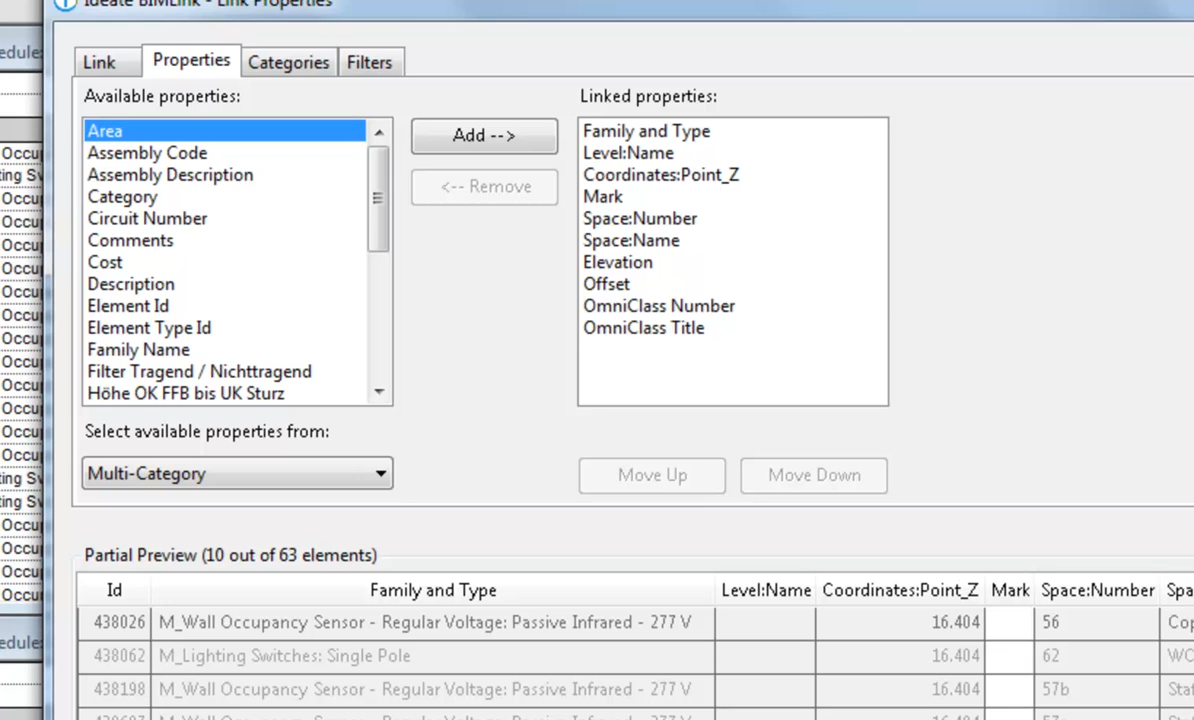 Ideate BIMLink - Link Properties
Link Properties Categories Filters
Available properties:
Area
Assembly Code
Assembly Description
Category
Circuit Number
Comments
Cost
Description
Element Id
Element Type Id
Family Name
Filter Tragend / Nichttragend
Höhe OK FFB bis UK Sturz
Select available properties from:
Multi-Category
Add -->
<-- Remove
Linked properties:
Family and Type
Level:Name
Coordinates:Point_Z
Mark
Space:Number
Space:Name
Elevation
Offset
OmniClass Number
OmniClass Title
Move Up Move Down
Partial Preview (10 out of 63 elements)
Id Family and Type Level:Name Coordinates:Point_Z Mark Space:Number
438026 M_Wall Occupancy Sensor - Regular Voltage: Passive Infrared - 277 V 16.404 56
438062 M_Lighting Switches: Single Pole 16.404 62 WC
438198 M_Wall Occupancy Sensor - Regular Voltage: Passive Infrared - 277 V 16.404 57b